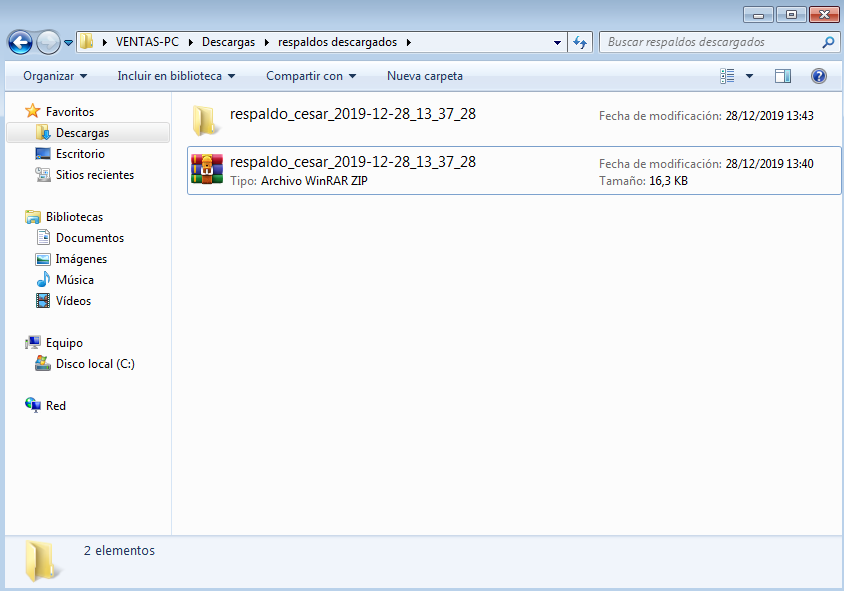 VENTAS-PC Descargas respaldos descargados Buscar respaldos descargados
Organizar Incluir en biblioteca Compartir con Nueva carpeta
Favoritos
Descargas
Escritorio
Sitios recientes
Bibliotecas
Documentos
Imágenes
Música
Vídeos
Equipo
Disco local (C:)
Red
respaldo_cesar_2019-12-28_13_37_28 Fecha de modificación: 28/12/2019 13:43
respaldo_cesar_2019-12-28_13_37_28 Fecha de modificación: 28/12/2019 13:40
Tipo: Archivo WinRAR ZIP Tamaño: 16,3 KB
2 elementos